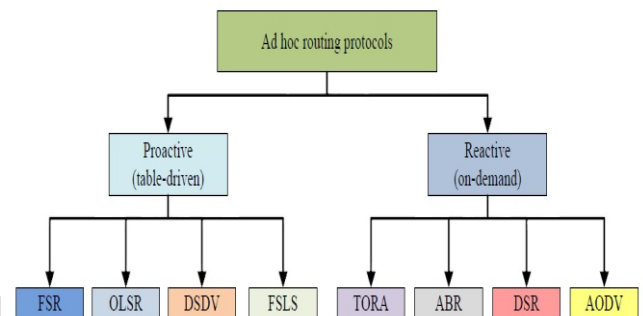 Ad hoc routing protocols
Proactive
(table-driven)
Reactive
(on-demand)
FSR
OLSR
DSDV
FSLS
TORA
ABR
DSR
AODV